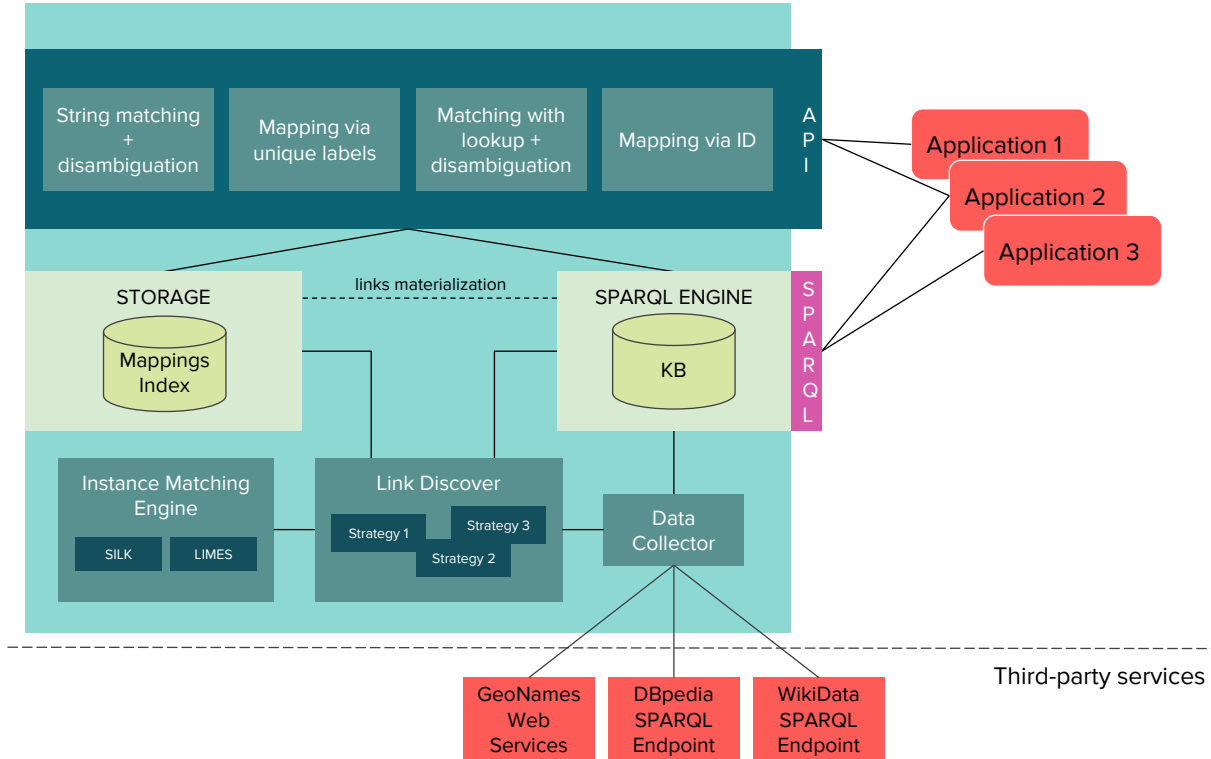 String matching
+
disambiguation
Mapping via
unique labels
Matching with
lookup +
disambiguation
Mapping via ID
A
P
I
Application 1
Application 2
Application 3
STORAGE
Mappings
Index
links materialization
SPARQL ENGINE
KB
S
P
A
R
Q
L
Instance Matching
Engine
SILK
LIMES
Link Discover
Strategy 1
Strategy 3
Strategy 2
Data
Collector
Third-party services
GeoNames
Web
Services
DBpedia
SPARQL
Endpoint
WikiData
SPARQL
Endpoint